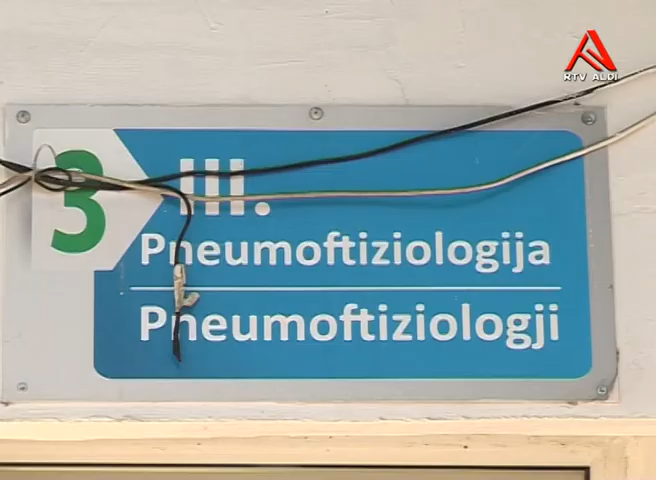 RTV ALDI
3
III.
Pneumoftiziologija
Pneumoftiziologji